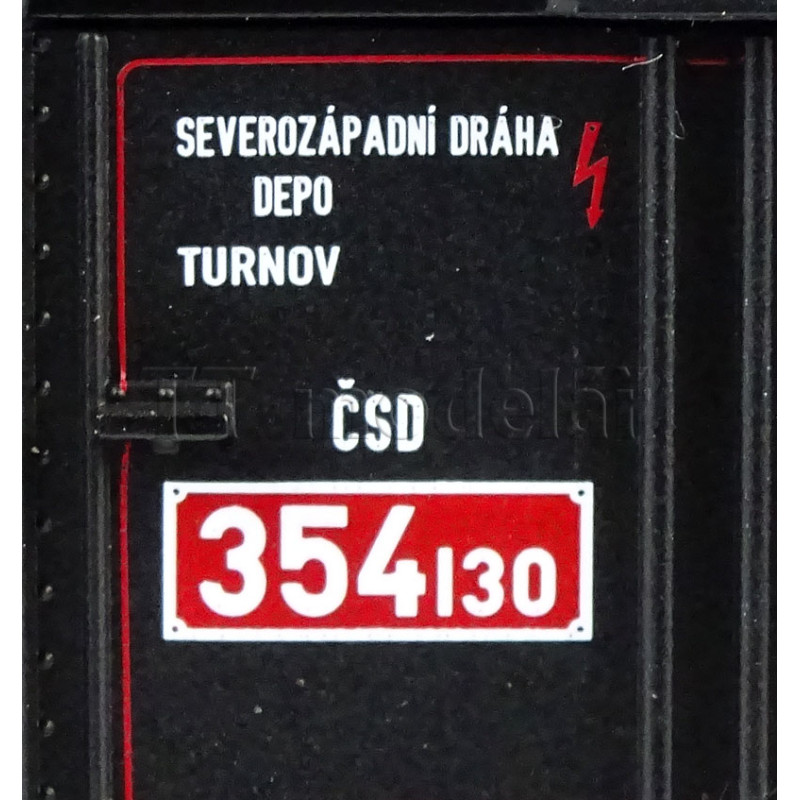 SEVEROZÁPADNÍ DRÁHA
DEPO
TURNOV
ČSD
354130